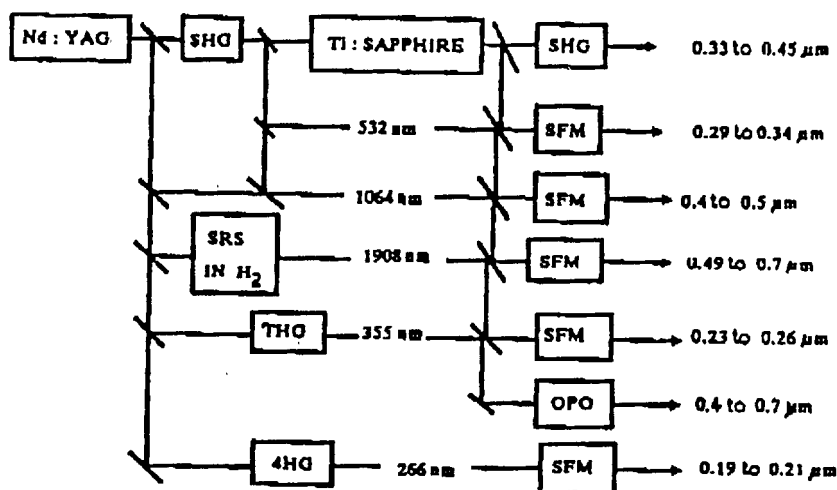 Nd: YAG
SHG
Ti: SAPPHIRE
SHG
0.33 to 0.45 µm
532 nm
SFM
0.29 to 0.34 µm
1064 nm
SFM
0.4 to 0.5 µm
SRS
IN H2
1908 nm
SFM
0.49 to 0.7 µm
THG
355 nm
SFM
0.23 to 0.26 µm
OPO
0.4 to 0.7 µm
4HG
266 nm
SFM
0.19 to 0.21 µm